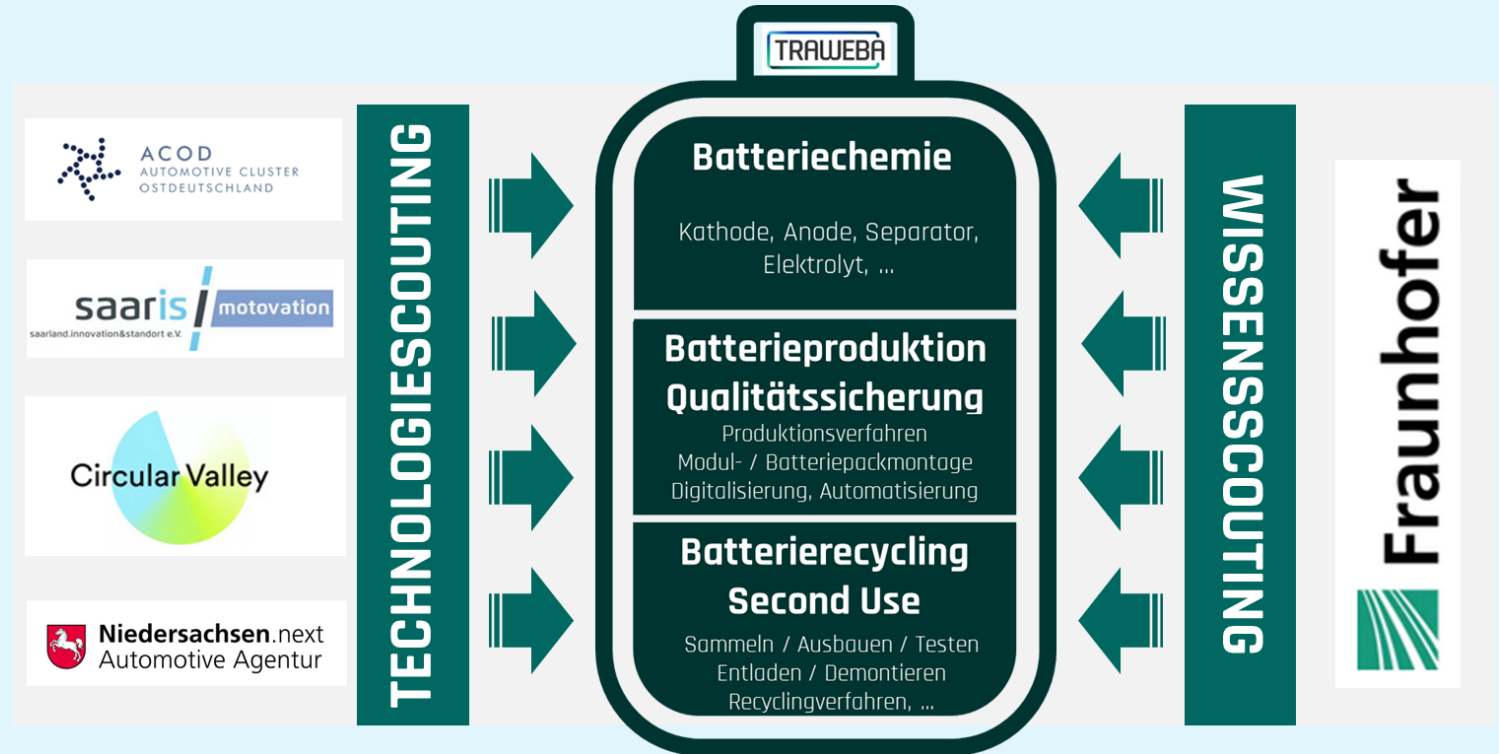 TRAWEBA
ACOD
AUTOMOTIVE CLUSTER
OSTDEUTSCHLAND
saaris motovation
saarland.innovation&standort e.V.
Circular Valley
Niedersachsen.next
Automotive Agentur
TECHNOLOGIESCOUTING
Batteriechemie
Kathode, Anode, Separator,
Elektrolyt, ...
Batterieproduktion
Qualitätssicherung
Produktionsverfahren
Modul- / Batteriepackmontage
Digitalisierung, Automatisierung
Batterierecycling
Second Use
Sammeln / Ausbauen / Testen
Entladen / Demontieren
Recyclingverfahren, ...
WISSENSSCOUTING
Fraunhofer